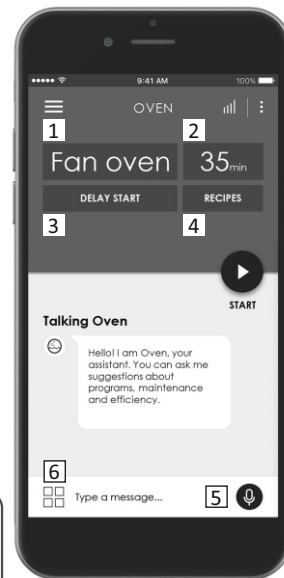 9:41 AM
100%
OVEN
1
2
Fan oven
35min
DELAY START
RECIPES
3
4
START
Talking Oven
Hello! I am Oven, your
assistant. You can ask me
suggestions about
programs, maintenance
and efficiency.
6
Type a message...
5